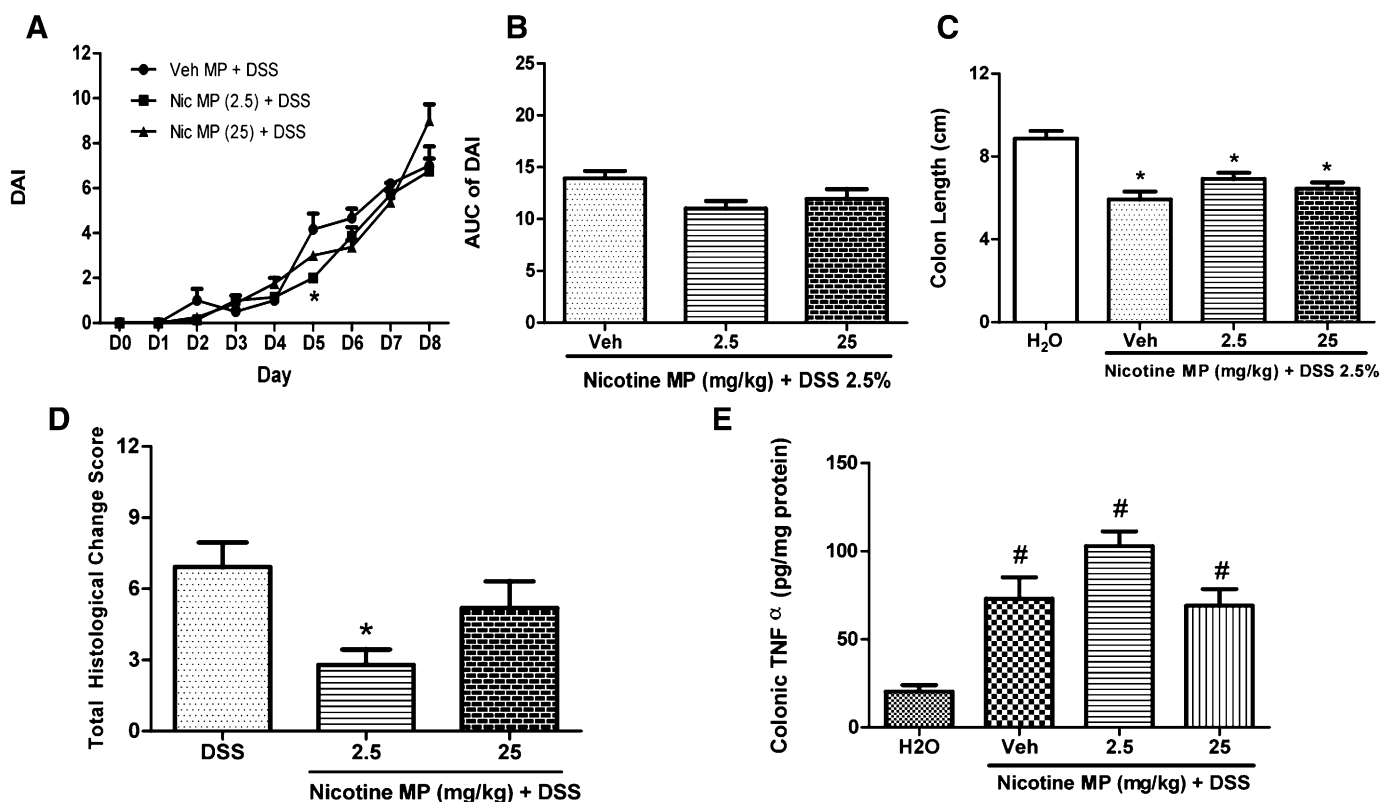 A
DAI
12
10
8
6
4
2
0
Veh MP + DSS
Nic MP (2.5) + DSS
Nic MP (25) + DSS
*
D0 D1 D2 D3 D4 D5 D6 D7 D8
Day
B
AUC of DAI
25
20
15
10
5
0
Veh 2.5 25
Nicotine MP (mg/kg) + DSS 2.5%
C
Colon Length (cm)
12
8
4
0
* * *
H2O Veh 2.5 25
Nicotine MP (mg/kg) + DSS 2.5%
D
Total Histological Change Score
12
9
6
3
0
*
DSS 2.5 25
Nicotine MP (mg/kg) + DSS
E
Colonic TNF α (pg/mg protein)
150
100
50
0
# # #
H2O Veh 2.5 25
Nicotine MP (mg/kg) + DSS